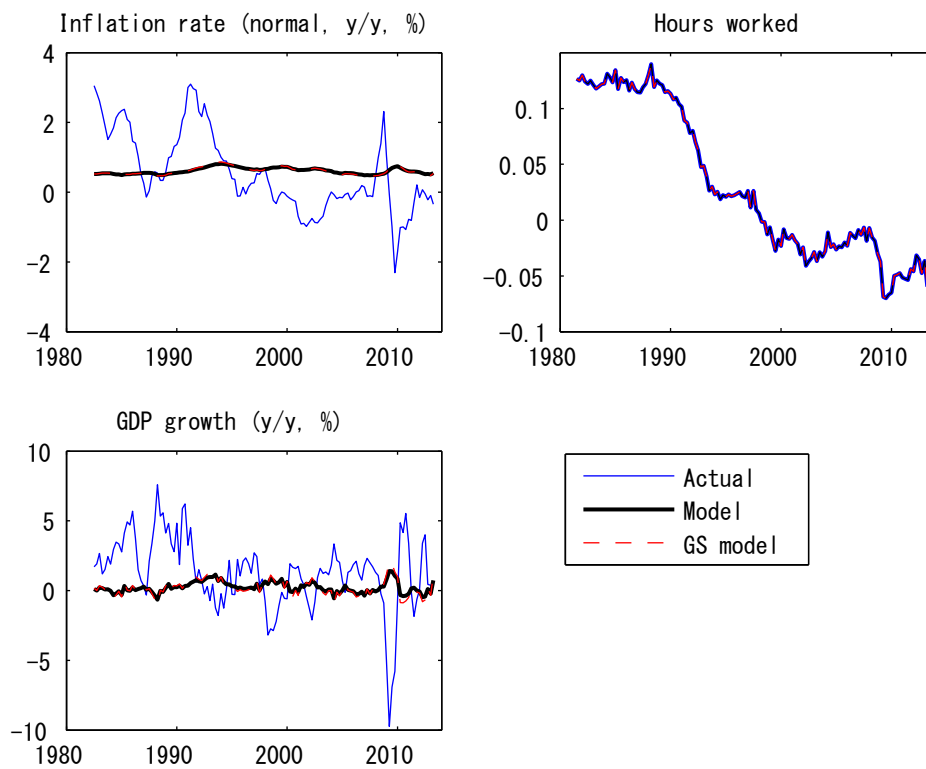 Inflation rate (normal, y/y, %)
4
2
0
-2
-4
1980 1990 2000 2010
Hours worked
0.1
0.05
0
-0.05
-0.1
1980 1990 2000 2010
GDP growth (y/y, %)
10
5
0
-5
-10
1980 1990 2000 2010
Actual
Model
GS model